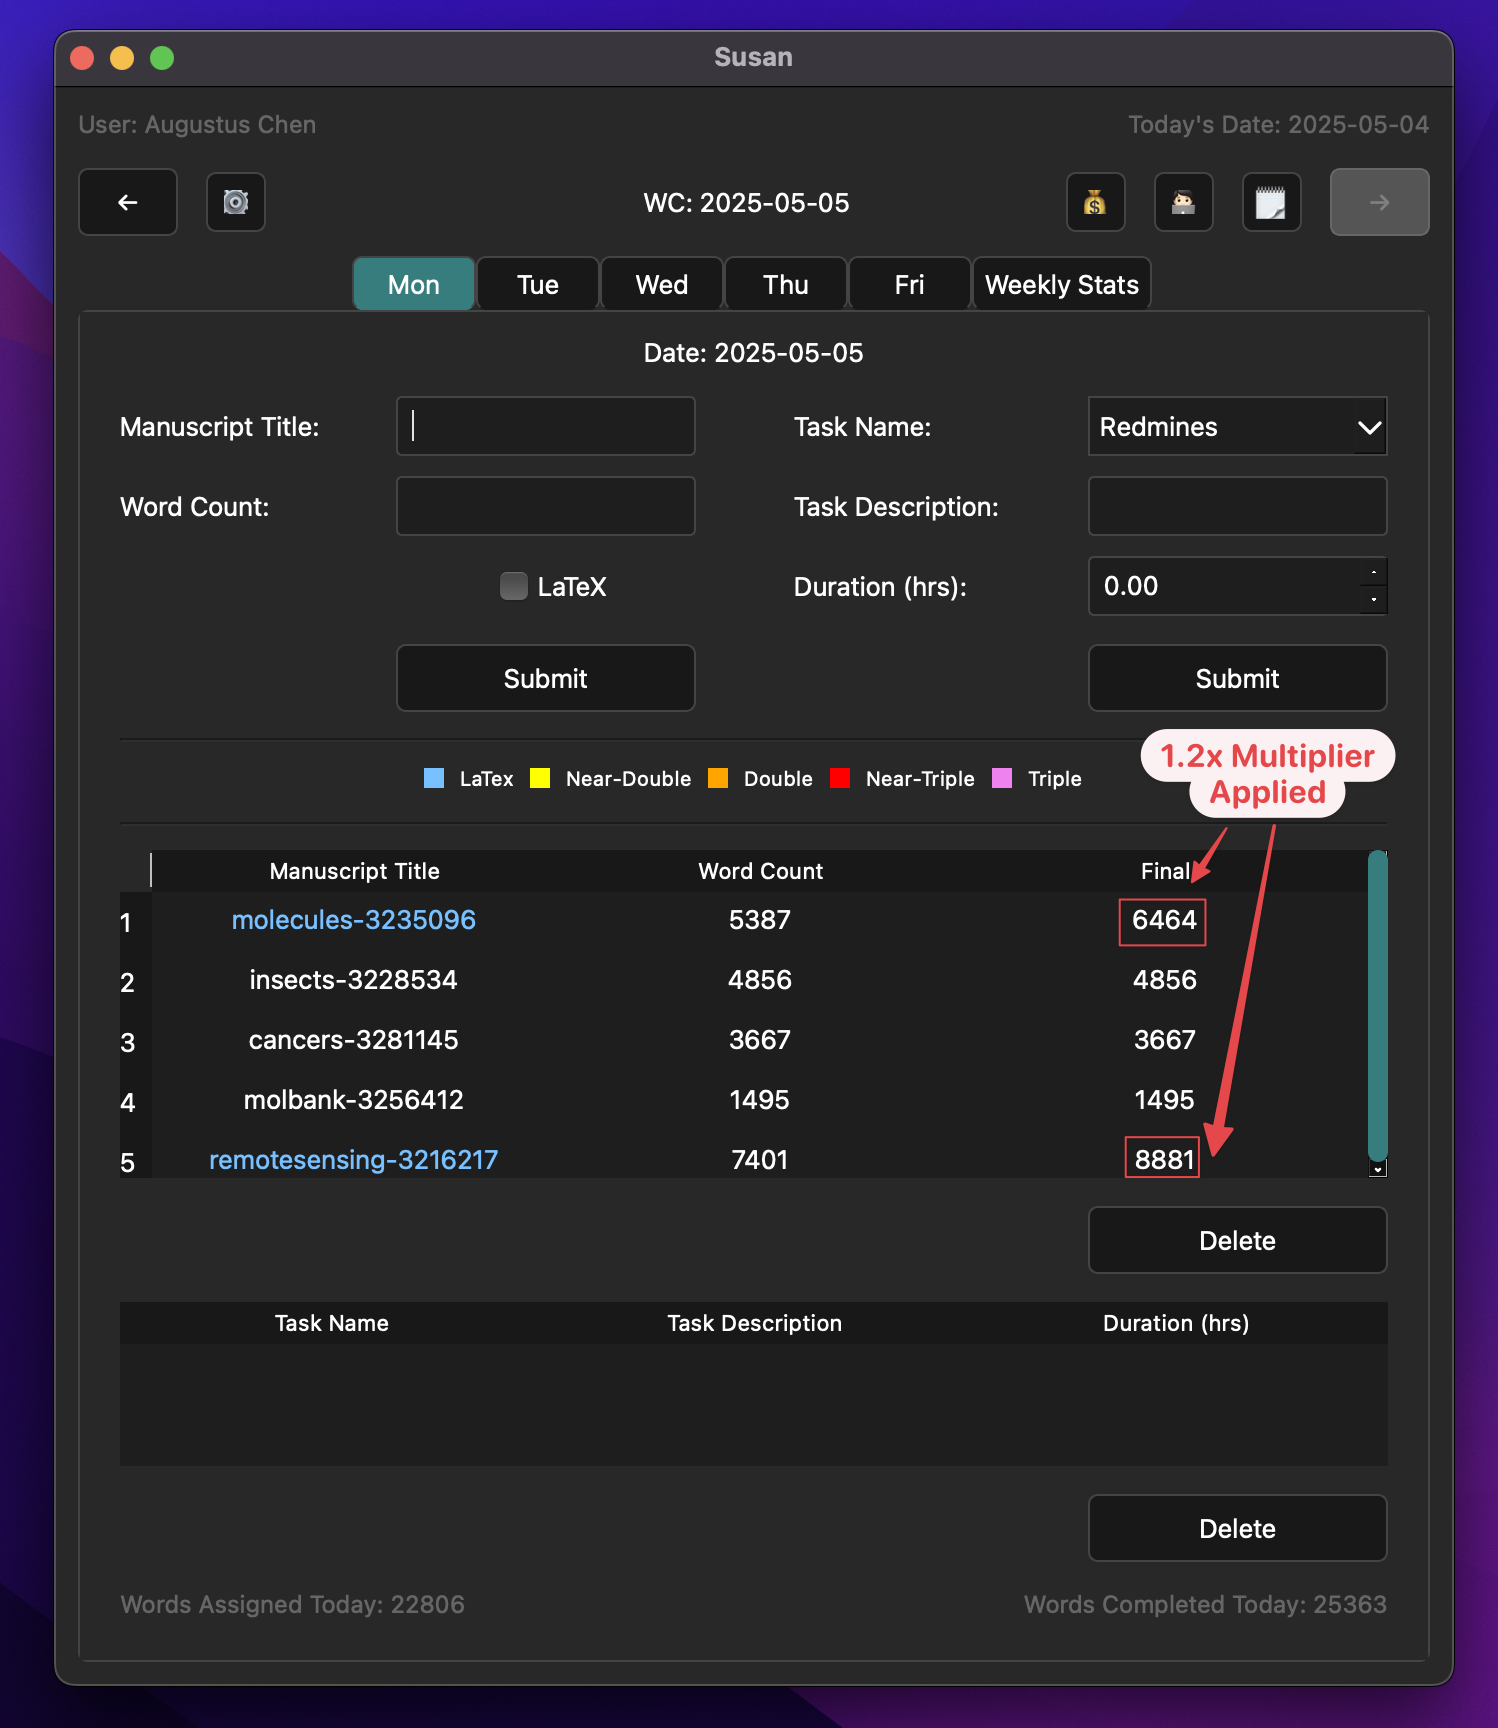 Susan
User: Augustus Chen
Today's Date: 2025-05-04
WC: 2025-05-05
Mon Tue Wed Thu Fri Weekly Stats
Date: 2025-05-05
Manuscript Title:
Task Name: Redmines
Word Count:
Task Description:
LaTeX
Duration (hrs): 0.00
Submit
Submit
1.2x Multiplier
Applied
LaTex Near-Double Double Near-Triple Triple
Manuscript Title Word Count Final
1 molecules-3235096 5387 6464
2 insects-3228534 4856 4856
3 cancers-3281145 3667 3667
4 molbank-3256412 1495 1495
5 remotesensing-3216217 7401 8881
Delete
Task Name Task Description Duration (hrs)
Delete
Words Assigned Today: 22806
Words Completed Today: 25363